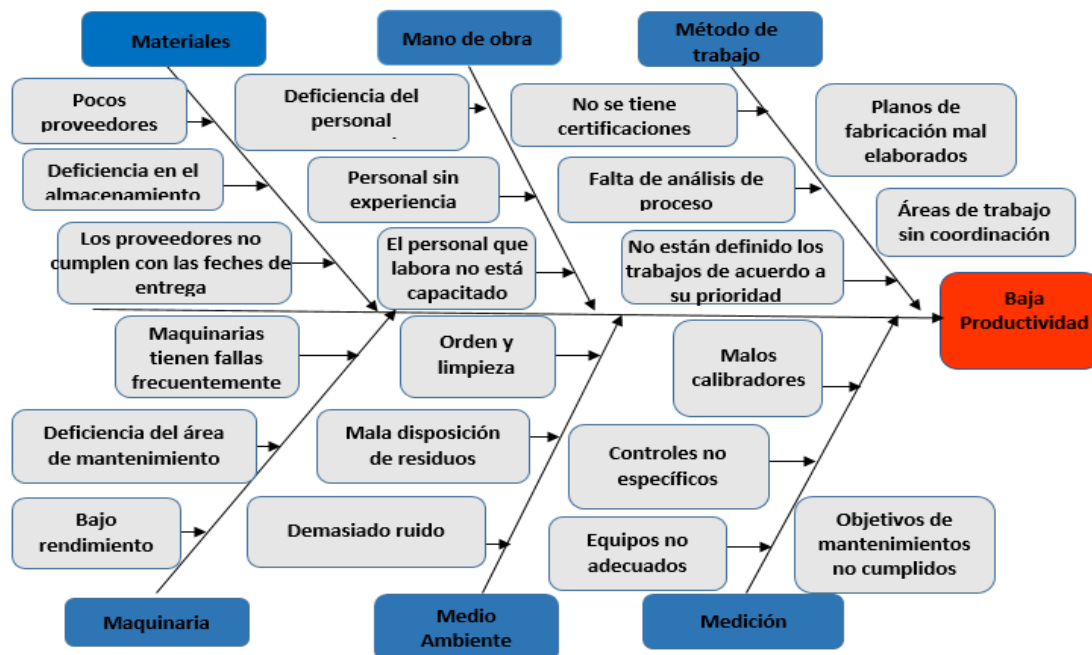 Materiales
Mano de obra
Método de
trabajo
Pocos
proveedores
Deficiencia del
personal
No se tiene
certificaciones
Planos de
fabricación mal
elaborados
Deficiencia en el
almacenamiento
Personal sin
experiencia
Falta de análisis de
proceso
Áreas de trabajo
sin coordinación
Los proveedores no
cumplen con las feches de
entrega
El personal que
labora no está
capacitado
No están definido los
trabajos de acuerdo a
su prioridad
Baja
Productividad
Maquinarias
tienen fallas
frecuentemente
Orden y
limpieza
Malos
calibradores
Deficiencia del área
de mantenimiento
Mala disposición
de residuos
Controles no
específicos
Bajo
rendimiento
Demasiado ruido
Equipos no
adecuados
Objetivos de
mantenimientos
no cumplidos
Maquinaria
Medio
Ambiente
Medición